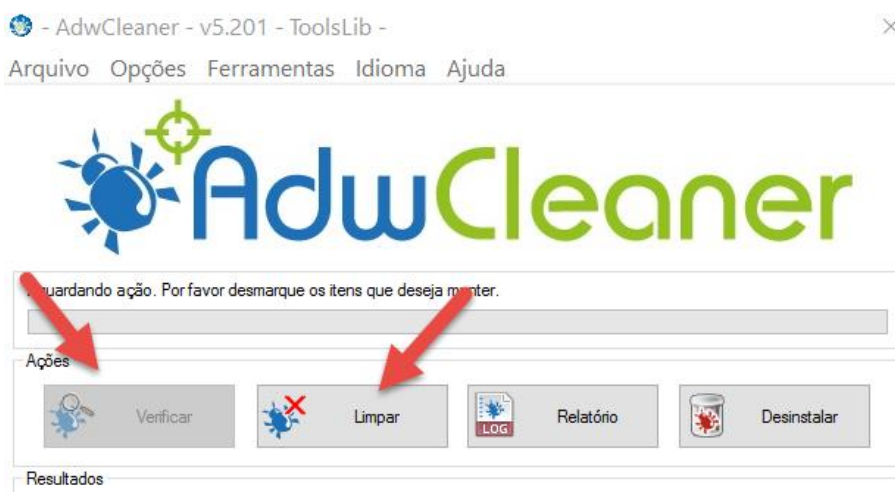 - AdwCleaner - v5.201 - ToolsLib -
Arquivo Opções Ferramentas Idioma Ajuda
AdwCleaner
ação. Por favor desmarque os itens que deseja manter.
Ações
Verificar
Limpar
LOG
Relatório
Desinstalar
Resultados